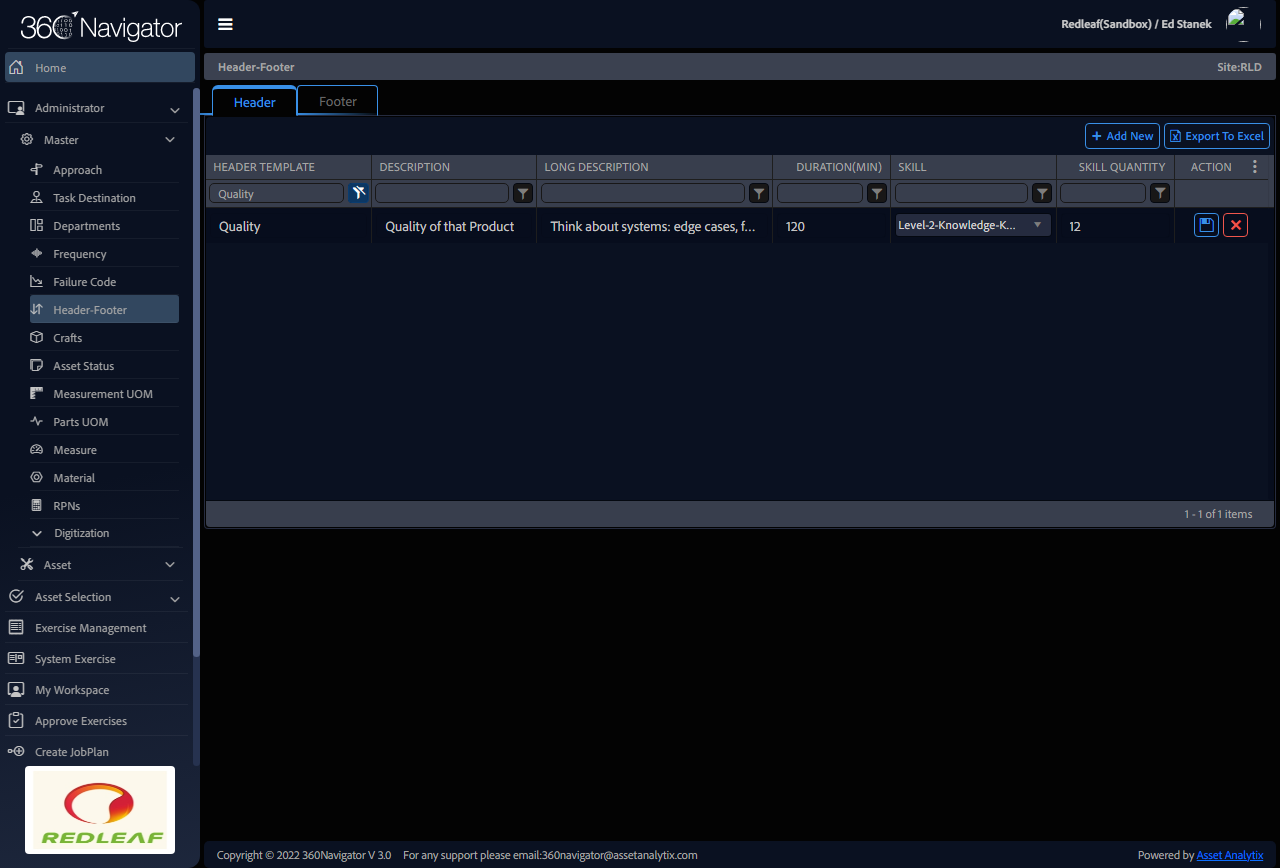 360 Navigator
Redleaf(Sandbox) / Ed Stanek
Home
Header-Footer
Site:RLD
Header
Footer
Administrator
Master
Approach
Task Destination
Departments
Frequency
Failure Code
Header-Footer
Crafts
Asset Status
Measurement UOM
Parts UOM
Measure
Material
RPNs
Digitization
Asset
Asset Selection
Exercise Management
System Exercise
My Workspace
Approve Exercises
Create JobPlan
REDLEAF
+ Add New
Export To Excel
HEADER TEMPLATE DESCRIPTION LONG DESCRIPTION DURATION(MIN) SKILL SKILL QUANTITY ACTION
Quality
Quality Quality of that Product Think about systems: edge cases, f... 120 Level-2-Knowledge-K... 12
1 - 1 of 1 items
Copyright © 2022 360Navigator V 3.0 For any support please email:360navigator@assetanalytix.com
Powered by Asset Analytix